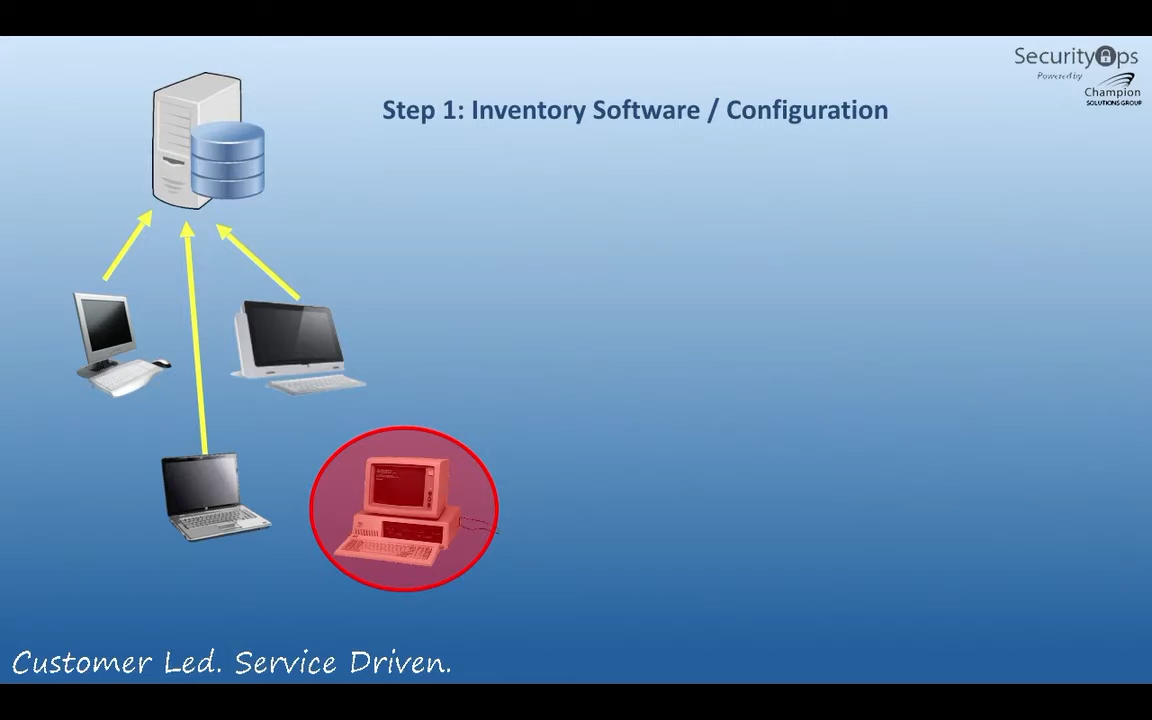 SecurityOps
Powered by
Champion
SOLUTIONS GROUP
Step 1: Inventory Software / Configuration
Customer Led. Service Driven.